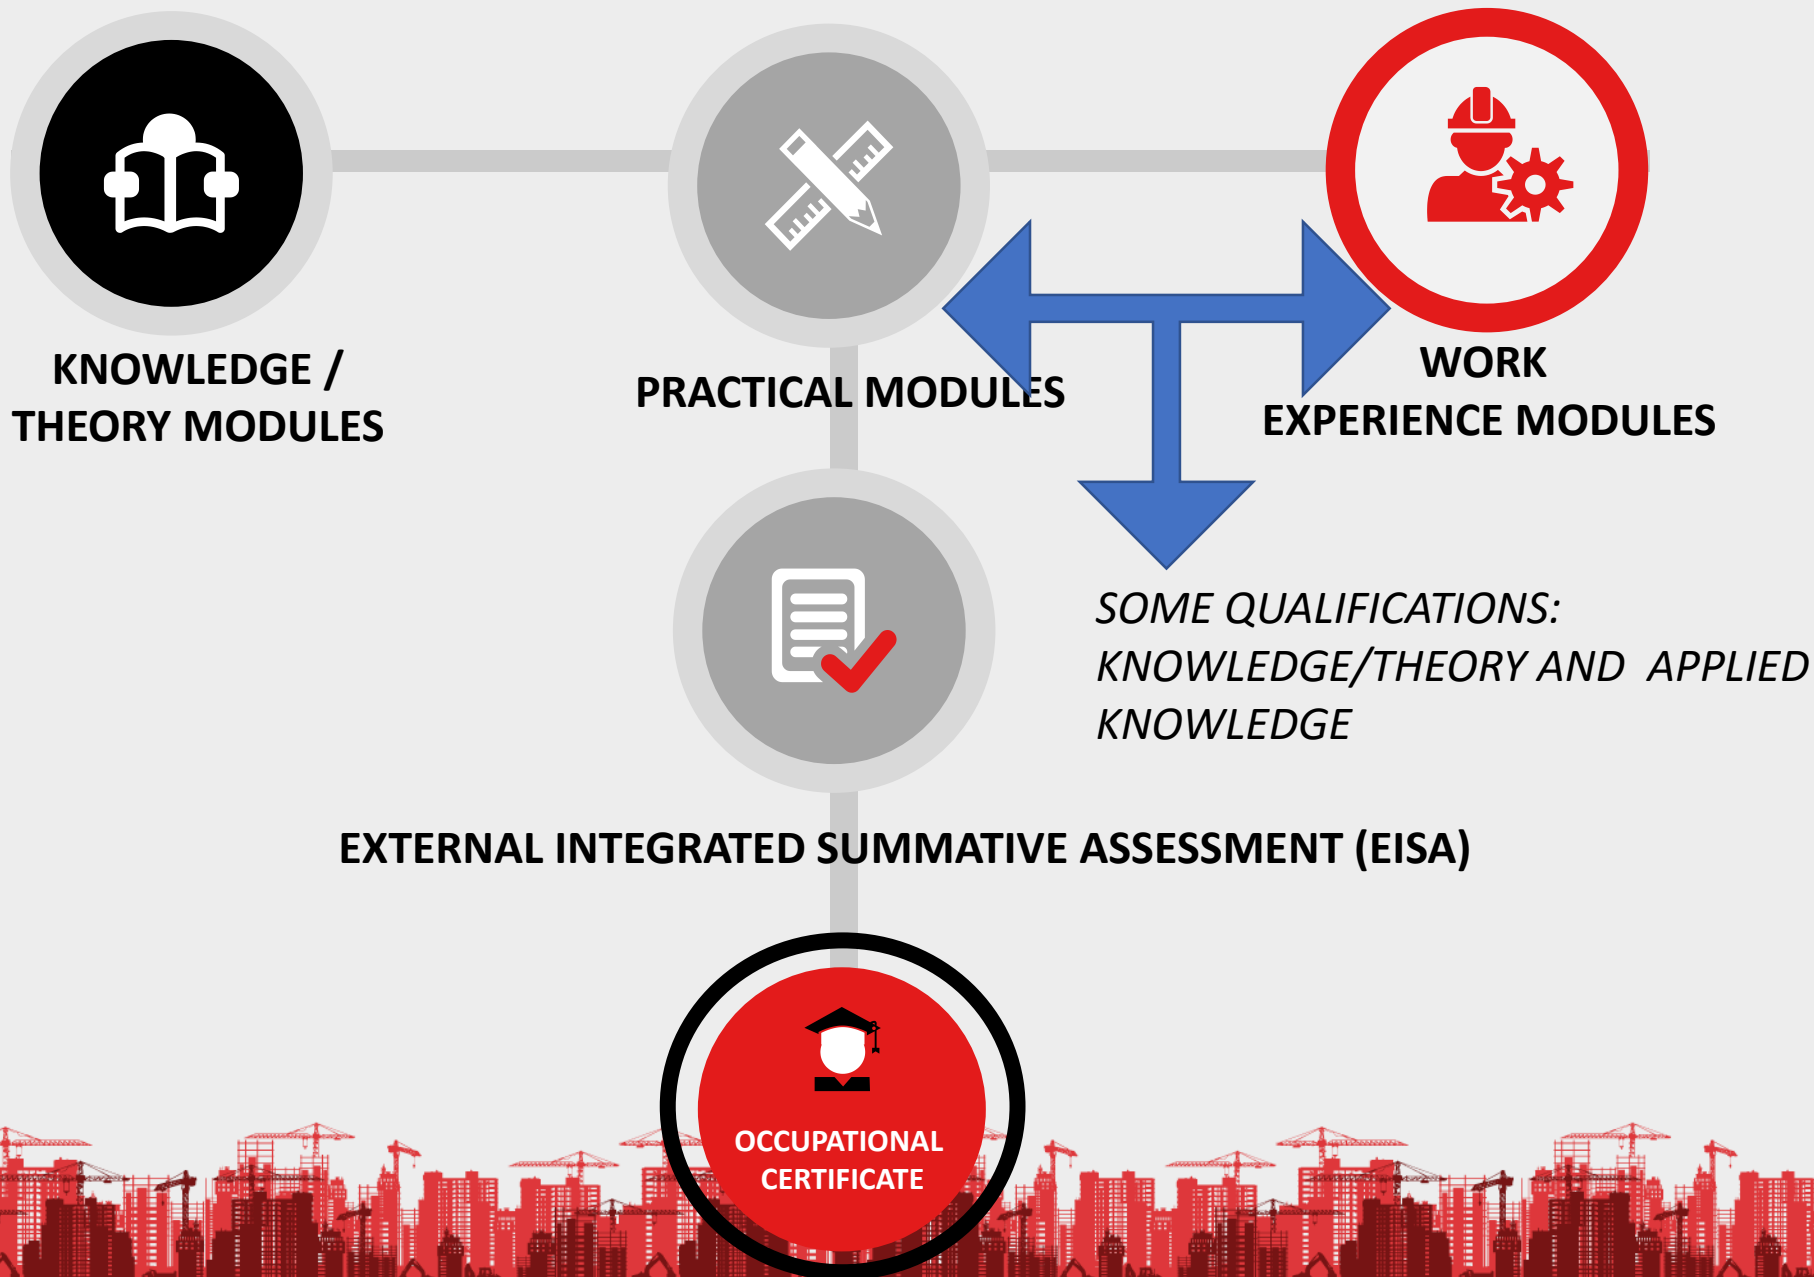 KNOWLEDGE /
THEORY MODULES
PRACTICAL MODULES
WORK
EXPERIENCE MODULES
SOME QUALIFICATIONS:
KNOWLEDGE/THEORY AND APPLIED
KNOWLEDGE
EXTERNAL INTEGRATED SUMMATIVE ASSESSMENT (EISA)
OCCUPATIONAL
CERTIFICATE